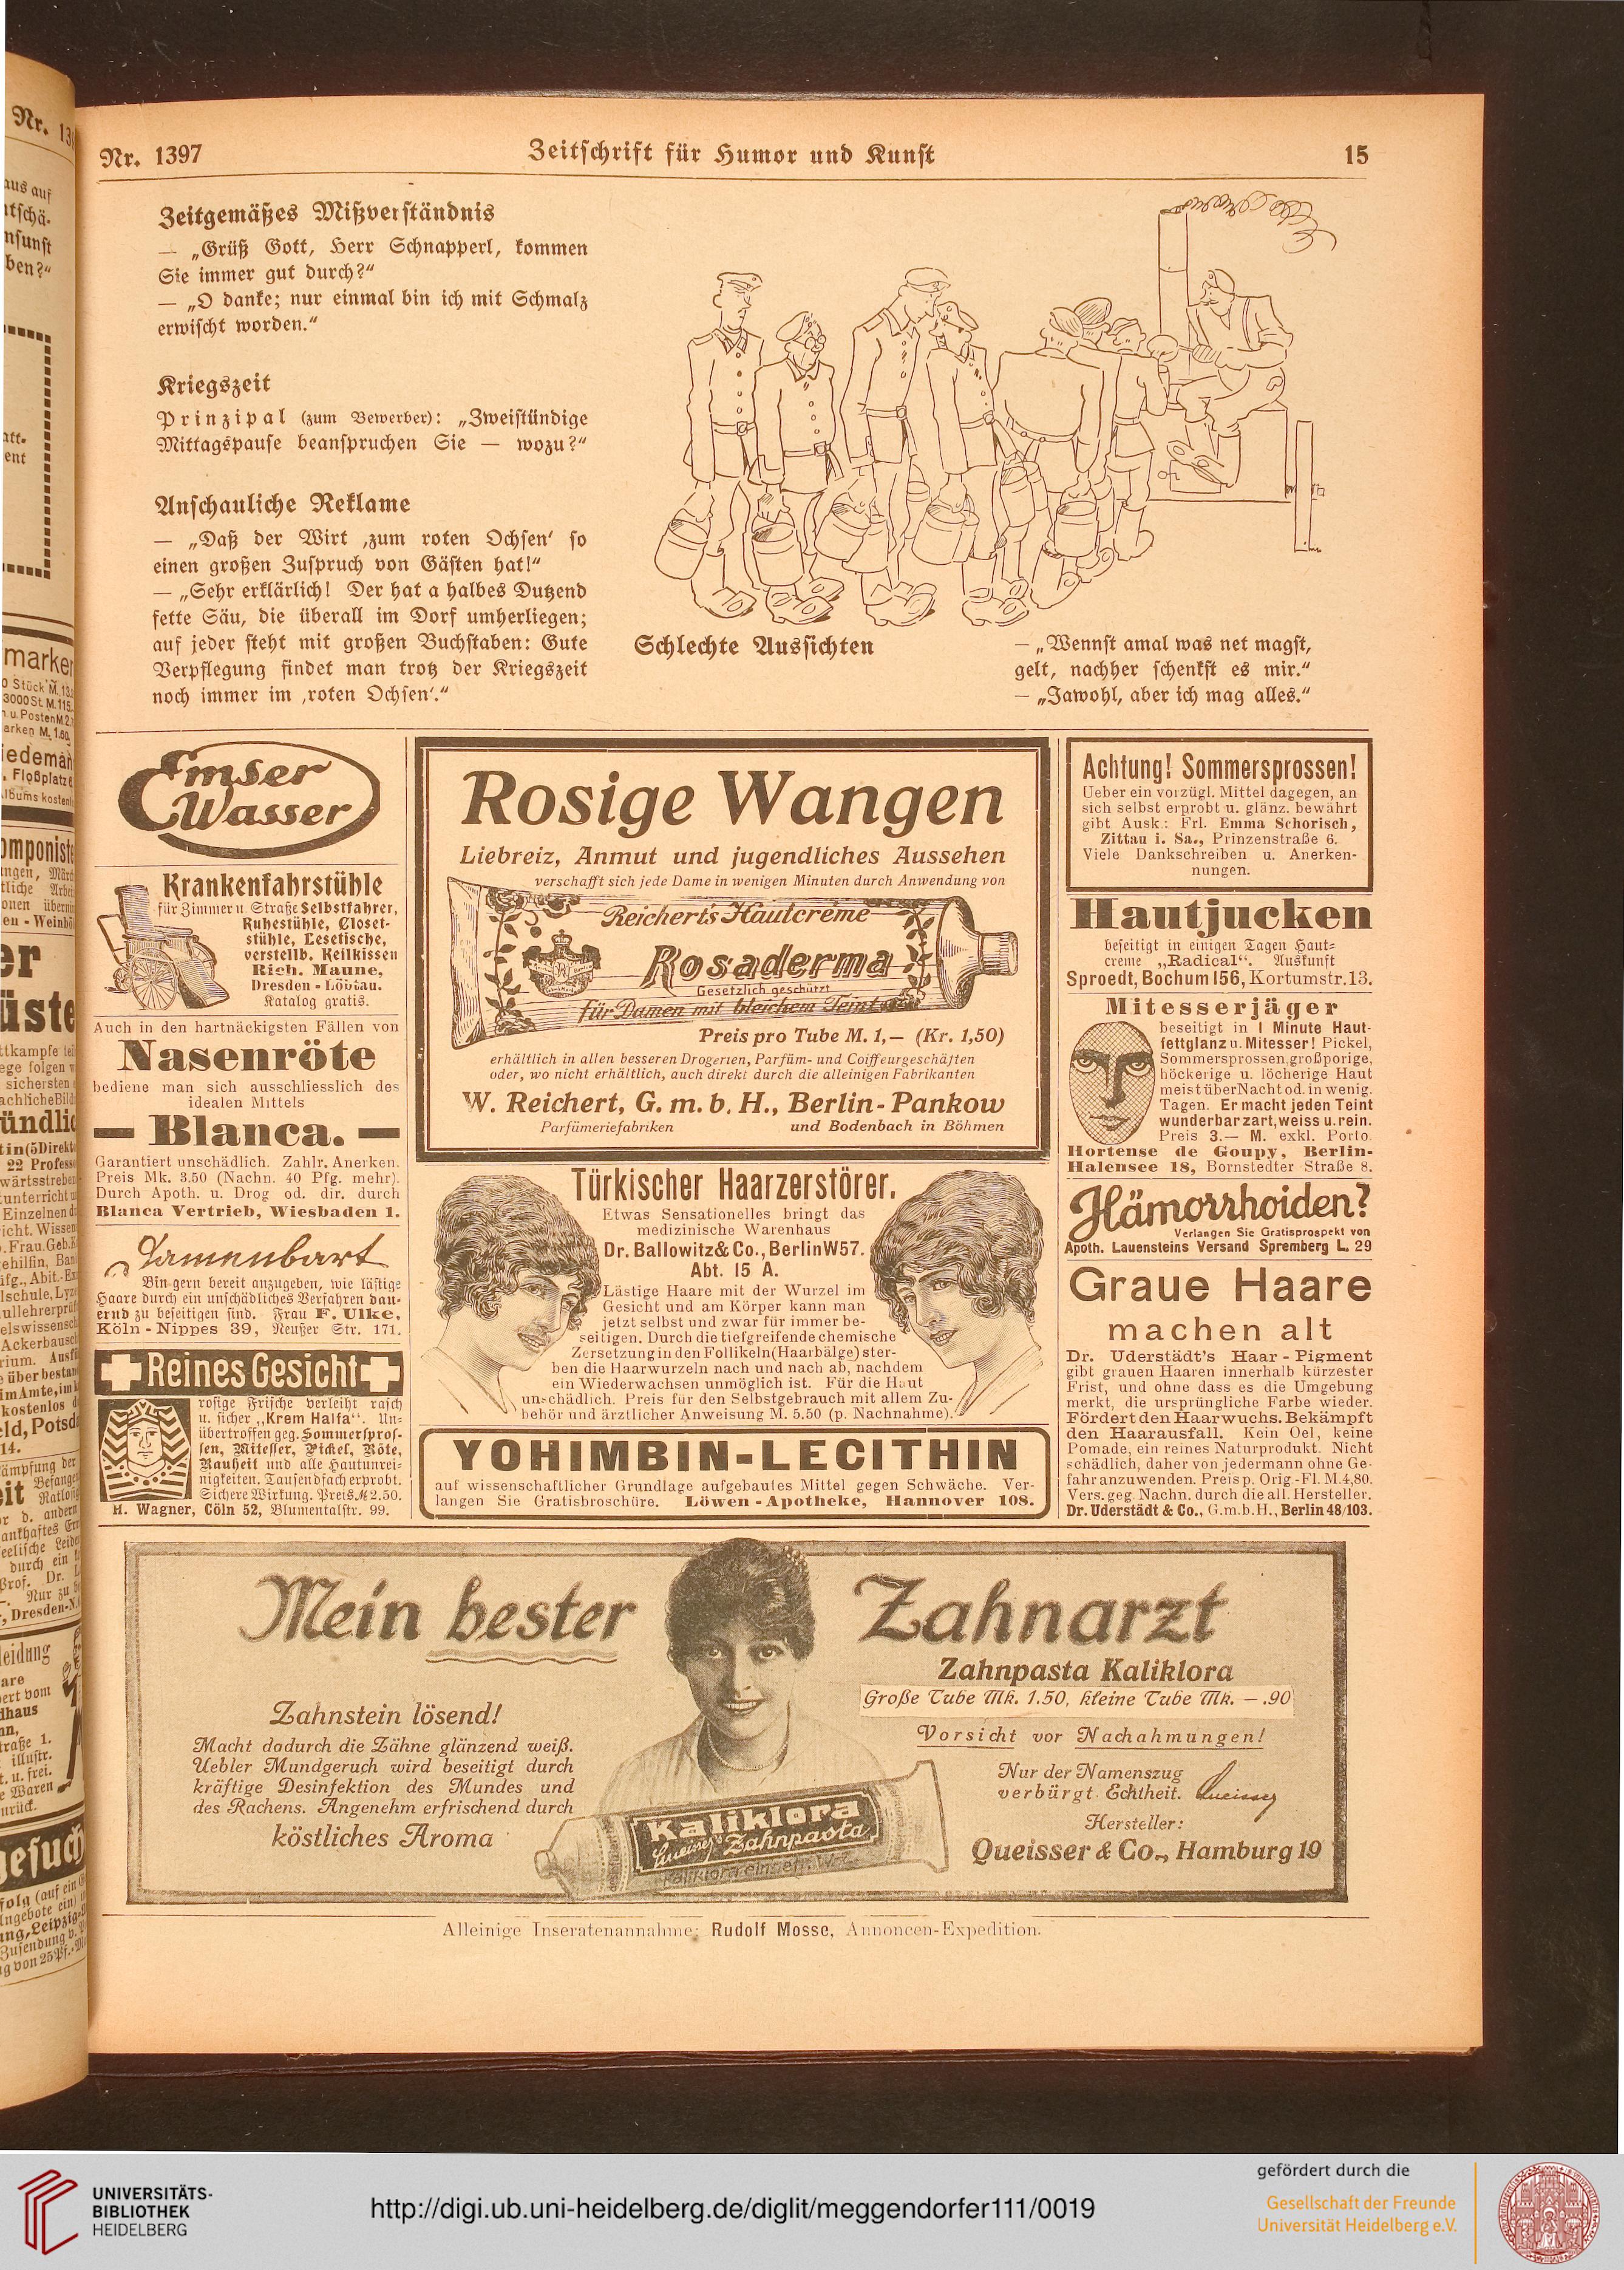 Nr. 1397
Zeitschrift für Humor und Kunst
15
Zeitgemäßes Mißverständnis
— „Grüß Gott, Herr Schnapperl, kommen
Sie immer gut durch?“
— „O danke; nur einmal bin ich mit Schmalz
erwischt worden.“
Kriegszeit
Prinzipal (zum Bewerber): „Zweistündige
Mittagspause beanspruchen Sie — wozu?“
Anschauliche Reklame
— „Daß der Wirt ‚zum roten Ochsen‘ so
einen großen Zuspruch von Gästen hat!“
— „Sehr erklärlich! Der hat a halbes Dutzend
fette Säu, die überall im Dorf umherliegen;
auf jeder steht mit großen Buchstaben: Gute
Verpflegung findet man trotz der Kriegszeit
noch immer im ‚roten Ochsen‘.“
Schlechte Aussichten
— „Wennst amal was net magst,
gelt, nachher schenkst es mir.“
— „Jawohl, aber ich mag alles.“
Emser
Wasser
Krankenfahrstühle
für Zimmer u Straße Selbstfahrer,
Ruhestühle, Closet-
stühle, Lesetische,
verstellb. Keilkissen
Rich. Maune,
Dresden - Löbtau.
Katalog gratis.
Auch in den hartnäckigsten Fällen von
Nasenröte
bediene man sich ausschliesslich des
idealen Mittels
— Blanca. —
Garantiert unschädlich. Zahlr. Anerken.
Preis Mk. 3.50 (Nachn. 40 Pfg. mehr).
Durch Apoth. u. Drog od. dir. durch
Blanca Vertrieb, Wiesbaden 1.
Damenbart
Bin gern bereit anzugeben, wie lästige
Haare durch ein unschädliches Verfahren dau-
ernd zu beseitigen sind. Frau F. Ulke,
Köln - Nippes 39, Neußer Str. 171.
Reines Gesicht
rosige Frische verleiht rasch
u. sicher „Krem Halfa“. Un-
übertroffen geg. Sommerspros-
sen, Mitesser, Pickel, Röte,
Rauheit und alle Hautunrei-
nigkeiten. Tausendfach erprobt.
Sichere Wirkung. Preis M 2.50.
H. Wagner, Cöln 52, Blumentalstr. 99.
Rosige Wangen
Liebreiz, Anmut und jugendliches Aussehen
verschafft sich jede Dame in wenigen Minuten durch Anwendung von
Reichert's Hautcrême
Rosaderma
Gesetzlich geschützt
für Damen mit bleichem Teint
Preis pro Tube M. 1,— (Kr. 1,50)
erhältlich in allen besseren Drogerien, Parfüm- und Coiffeurgeschäften
oder, wo nicht erhältlich, auch direkt durch die alleinigen Fabrikanten
W. Reichert, G. m. b. H., Berlin-Pankow
Parfümeriefabriken und Bodenbach in Böhmen
Türkischer Haarzerstörer.
Etwas Sensationelles bringt das
medizinische Warenhaus
Dr. Ballowitz & Co., Berlin W57.
Abt. 15 A.
Lästige Haare mit der Wurzel im
Gesicht und am Körper kann man
jetzt selbst und zwar für immer be-
seitigen. Durch die tiefgreifende chemische
Zersetzung in den Follikeln (Haarbälge) ster-
ben die Haarwurzeln nach und nach ab, nachdem
ein Wiederwachsen unmöglich ist. Für die Haut
unschädlich. Preis für den Selbstgebrauch mit allem Zu-
behör und ärztlicher Anweisung M. 5.50 (p. Nachnahme).
YOHIMBIN-LECITHIN
auf wissenschaftlicher Grundlage aufgebautes Mittel gegen Schwäche. Ver-
langen Sie Gratisbroschüre. Löwen-Apotheke, Hannover 108.
Achtung! Sommersprossen!
Ueber ein vorzügl. Mittel dagegen, an
sich selbst erprobt u. glänz. bewährt
gibt Ausk.: Frl. Emma Schorisch,
Zittau i. Sa., Prinzenstraße 6.
Viele Dankschreiben u. Anerken-
nungen.
Hautjucken
beseitigt in einigen Tagen Haut-
creme „Radical“. Auskunft
Sproedt, Bochum 156, Kortumstr. 13.
Mitesserjäger
beseitigt in 1 Minute Haut-
fettglanz u. Mitesser! Pickel,
Sommersprossen, großporige,
höckerige u. löcherige Haut
meist über Nacht od. in wenig.
Tagen. Er macht jeden Teint
wunderbar zart, weiss u. rein.
Preis 3.— M. exkl. Porto.
Hortense de Goupy, Berlin-
Halensee 18, Bornstedter Straße 8.
Hämorrhoiden?
Verlangen Sie Gratisprospekt von
Apoth. Lauensteins Versand Spremberg L. 29
Graue Haare
machen alt
Dr. Uderstädt's Haar - Pigment
gibt grauen Haaren innerhalb kürzester
Frist, und ohne dass es die Umgebung
merkt, die ursprüngliche Farbe wieder.
Fördert den Haarwuchs. Bekämpft
den Haarausfall. Kein Oel, keine
Pomade, ein reines Naturprodukt. Nicht
schädlich, daher von jedermann ohne Ge-
fahr anzuwenden. Preis p. Orig.-Fl. M. 4,80.
Vers. geg Nachn. durch die all. Hersteller.
Dr. Uderstädt & Co., G.m.b.H., Berlin 48/103.
Mein bester Zahnarzt
Zahnpasta Kaliklora
Große Tube Mk. 1.50, kleine Tube Mk. —.90
Zahnstein lösend!
Macht dadurch die Zähne glänzend weiß.
Uebler Mundgeruch wird beseitigt durch
kräftige Desinfektion des Mundes und
des Rachens. Angenehm erfrischend durch
köstliches Aroma
Kaliklora
Queisser's Zahnpasta
Vorsicht vor Nachahmungen!
Nur der Namenszug
verbürgt Echtheit. Queisser
Hersteller:
Queisser & Co., Hamburg 19
Alleinige Inseratenannahme: Rudolf Mosse, Annoncen-Expedition.
UNIVERSITÄTS-
BIBLIOTHEK
HEIDELBERG
http://digi.ub.uni-heidelberg.de/diglit/meggendorfer111/0019
gefördert durch die
Gesellschaft der Freunde
Universität Heidelberg e.V.